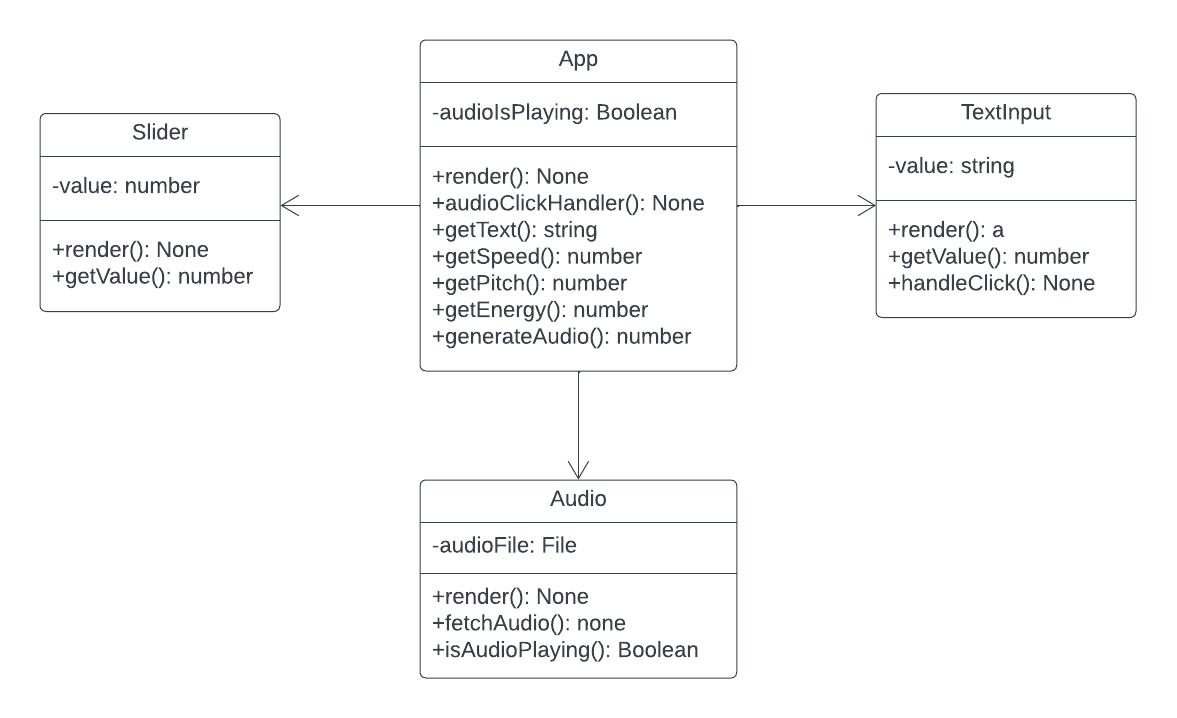 App
-audioIsPlaying: Boolean
+render(): None
+audioClickHandler(): None
+getText(): string
+getSpeed(): number
+getPitch(): number
+getEnergy(): number
+generateAudio(): number
Slider
-value: number
+render(): None
+getValue(): number
TextInput
-value: string
+render(): a
+getValue(): number
+handleClick(): None
Audio
-audioFile: File
+render(): None
+fetchAudio(): none
+isAudioPlaying(): Boolean